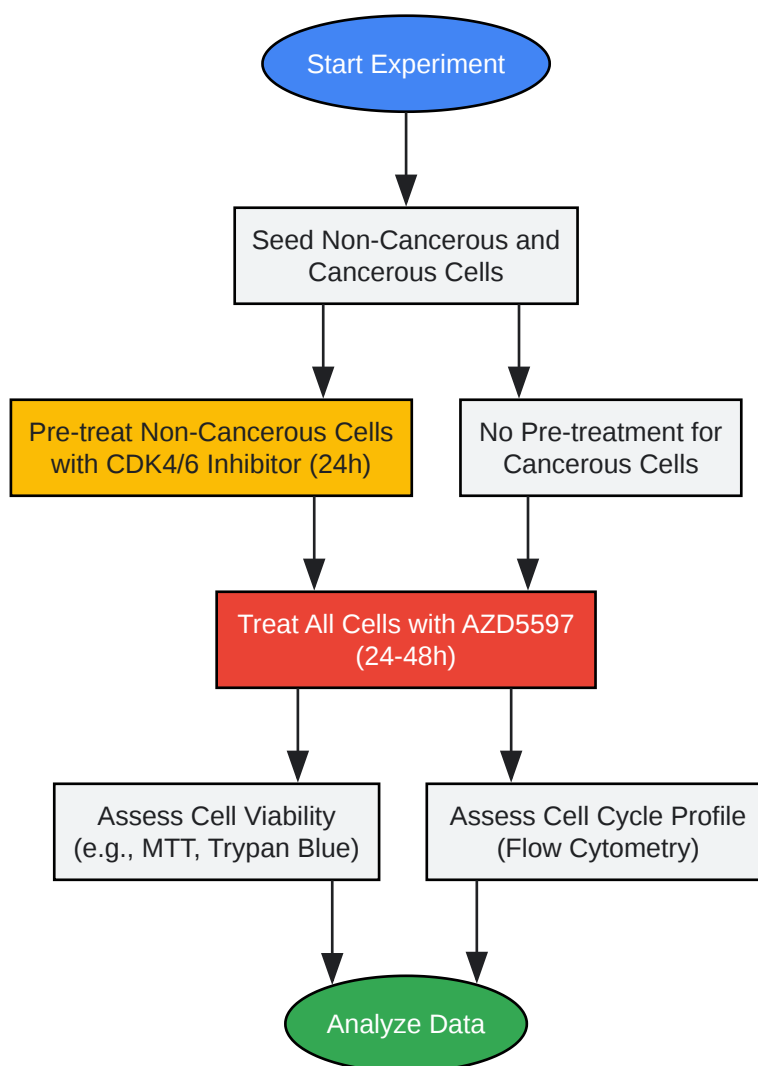 Start Experiment
Seed Non-Cancerous and
Cancerous Cells
Pre-treat Non-Cancerous Cells
with CDK4/6 Inhibitor (24h)
No Pre-treatment for
Cancerous Cells
Treat All Cells with AZD5597
(24-48h)
Assess Cell Viability
(e.g., MTT, Trypan Blue)
Assess Cell Cycle Profile
(Flow Cytometry)
Analyze Data